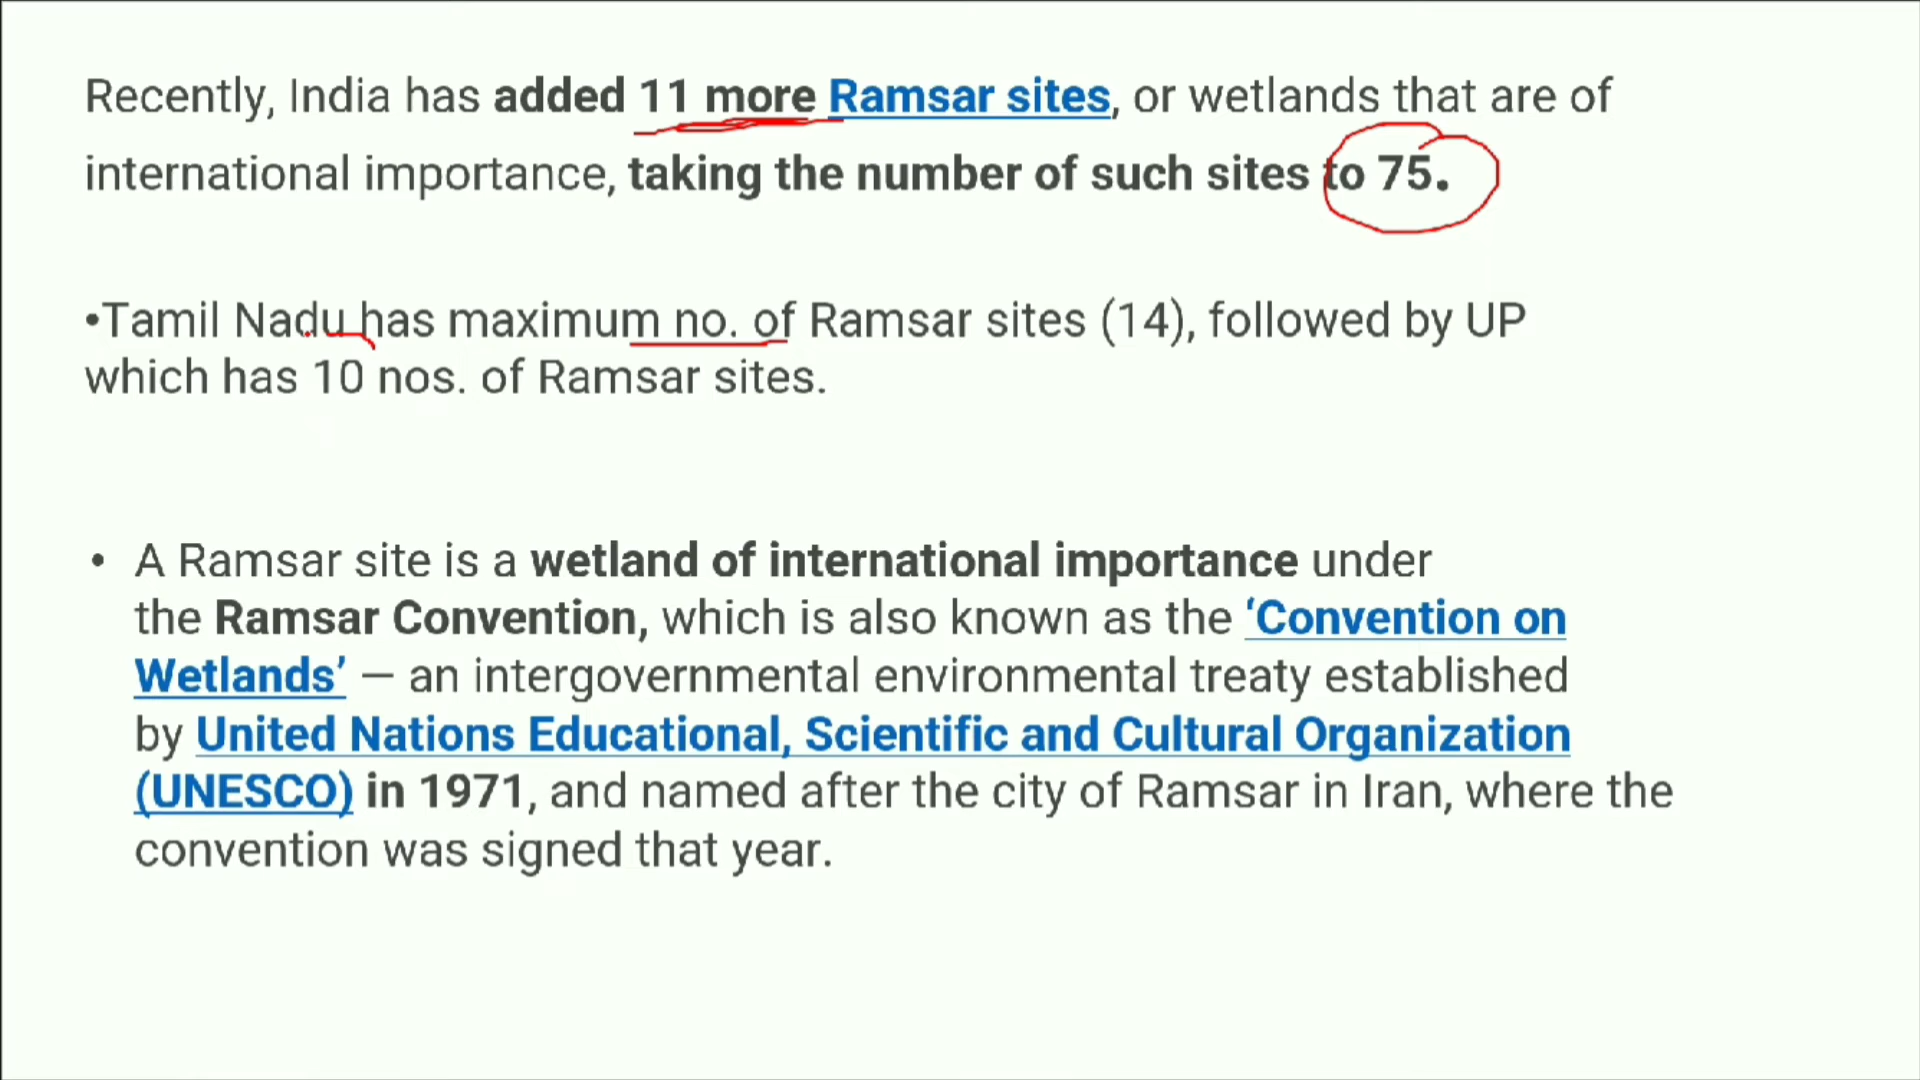 Recently, India has added 11 more Ramsar sites, or wetlands that are of
international importance, taking the number of such sites to 75.
•Tamil Nadu has maximum no. of Ramsar sites (14), followed by UP
which has 10 nos. of Ramsar sites.
• A Ramsar site is a wetland of international importance under
the Ramsar Convention, which is also known as the ‘Convention on
Wetlands’ — an intergovernmental environmental treaty established
by United Nations Educational, Scientific and Cultural Organization
(UNESCO) in 1971, and named after the city of Ramsar in Iran, where the
convention was signed that year.